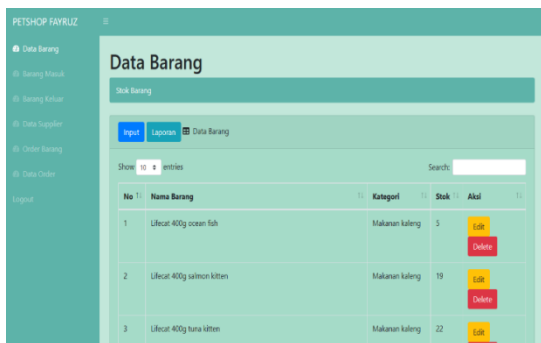 PETSHOP FAYRUZ
Data Barang
Barang Masuk
Barang Keluar
Data Supplier
Order Barang
Data Order
Logout
Data Barang
Stok Barang
Input Laporan Data Barang
Show 10 entries Search:
No Nama Barang Kategori Stok Aksi
1 Lifecat 400g ocean fish Makanan kaleng 5 Edit
Delete
2 Lifecat 400g salmon kitten Makanan kaleng 19 Edit
Delete
3 Lifecat 400g tuna kitten Makanan kaleng 22 Edit